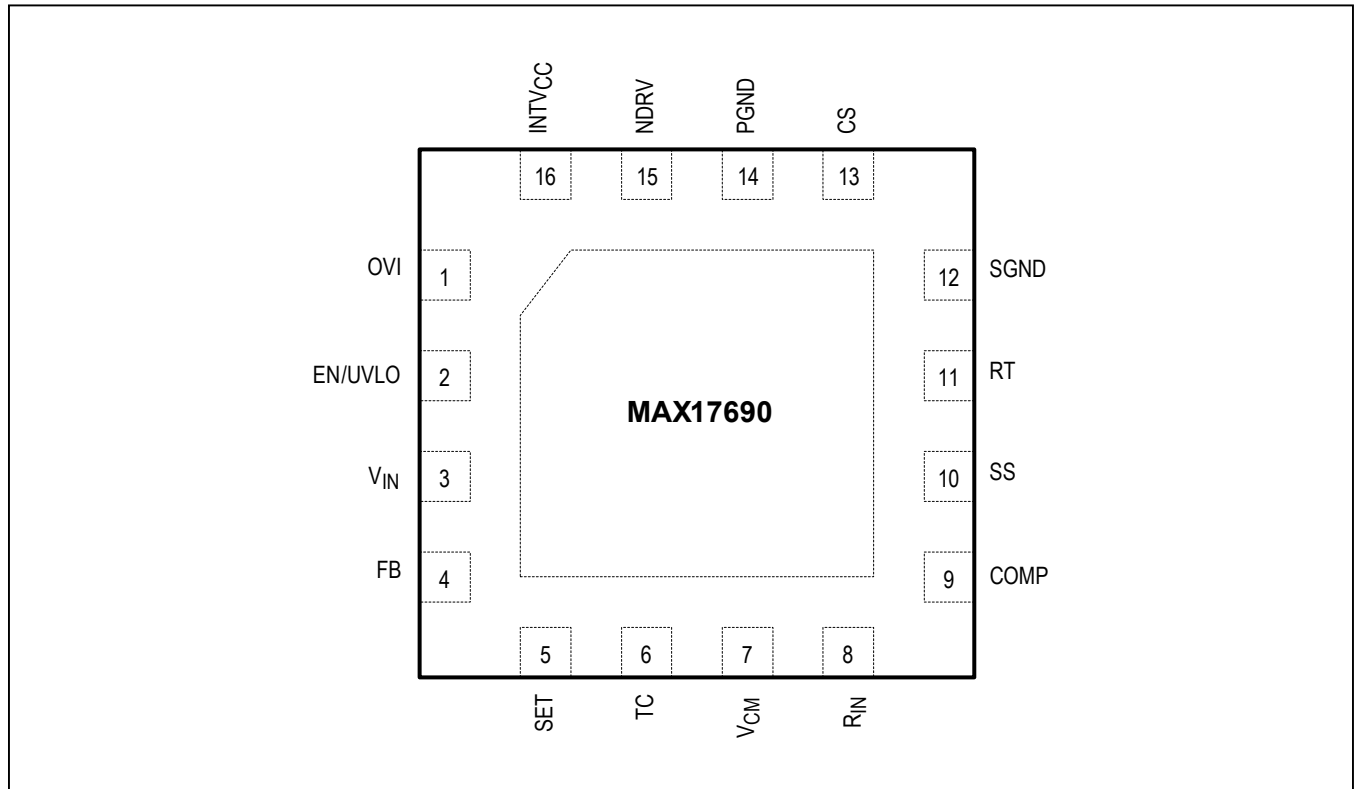 INTVCC
NDRV
PGND
CS
16
15
14
13
OVI
1
12
SGND
EN/UVLO
2
11
RT
MAX17690
VIN
3
10
SS
FB
4
9
COMP
5
6
7
8
SET
TC
VCM
RIN